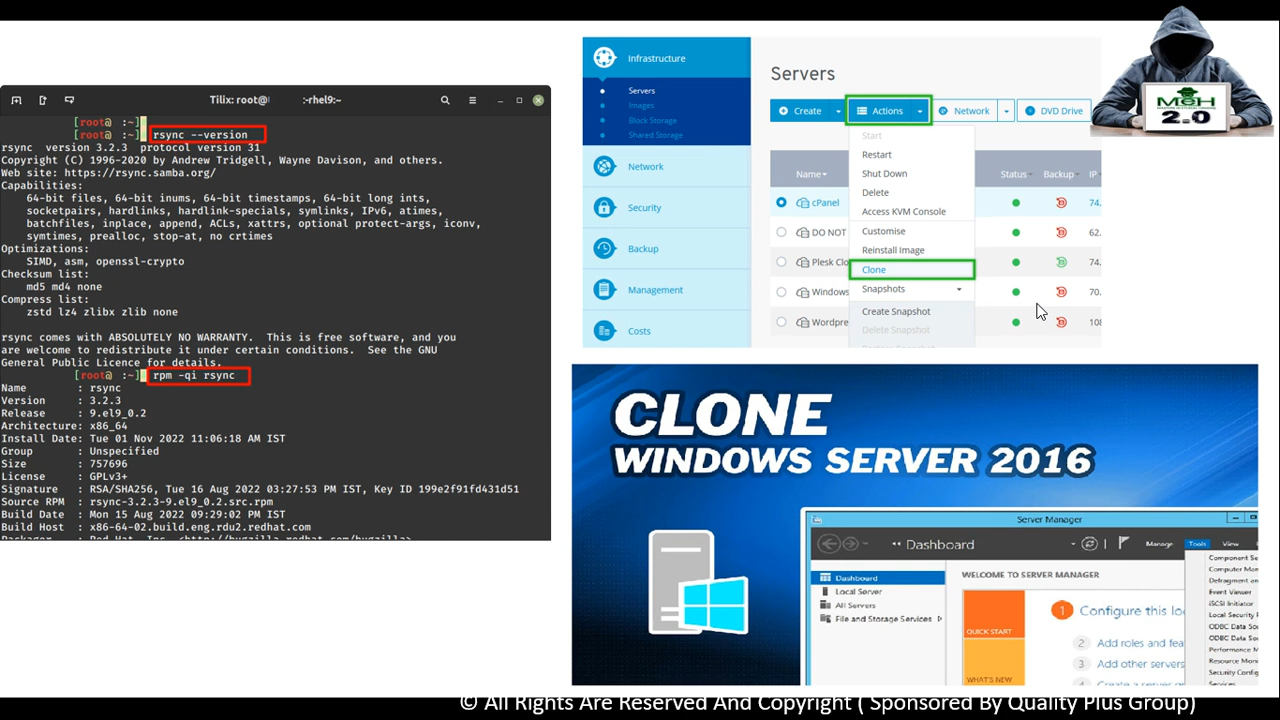 Tilix: root@ :-rhel9:~
[root@ :~]
[root@ :~] rsync --version
rsync version 3.2.3 protocol version 31
Copyright (C) 1996-2020 by Andrew Tridgell, Wayne Davison, and others.
Web site: https://rsync.samba.org/
Capabilities:
64-bit files, 64-bit inums, 64-bit timestamps, 64-bit long ints,
socketpairs, hardlinks, hardlink-specials, symlinks, IPv6, atimes,
batchfiles, inplace, append, ACLs, xattrs, optional protect-args, iconv,
symtimes, prealloc, stop-at, no crtimes
Optimizations:
SIMD, asm, openssl-crypto
Checksum list:
md5 md4 none
Compress list:
zstd lz4 zlibx zlib none
rsync comes with ABSOLUTELY NO WARRANTY. This is free software, and you
are welcome to redistribute it under certain conditions. See the GNU
General Public Licence for details.
[root@ :~] rpm -qi rsync
Name : rsync
Version : 3.2.3
Release : 9.el9_0.2
Architecture: x86_64
Install Date: Tue 01 Nov 2022 11:06:18 AM IST
Group : Unspecified
Size : 757696
License : GPLv3+
Signature : RSA/SHA256, Tue 16 Aug 2022 03:27:53 PM IST, Key ID 199e2f91fd431d51
Source RPM : rsync-3.2.3-9.el9_0.2.src.rpm
Build Date : Mon 15 Aug 2022 09:29:02 PM IST
Build Host : x86-64-02.build.eng.rdu2.redhat.com
Packager : Red Hat, Inc. <http://bugzilla.redhat.com/bugzilla>
Infrastructure
Servers
Images
Block Storage
Shared Storage
Network
Security
Backup
Management
Costs
Servers
Create Actions Network DVD Drive
Start
Restart
Shut Down
Delete
Access KVM Console
Customise
Reinstall Image
Clone
Snapshots
Create Snapshot
Delete Snapshot
Name Status Backup IP
cPanel 74.
DO NOT 62.
Plesk Clo 74.
Windows 70.
Wordpre 108
MCH
2.0
CLONE
WINDOWS SERVER 2016
Server Manager
Dashboard Manage Tools View
Dashboard
Local Server
All Servers
File and Storage Services
WELCOME TO SERVER MANAGER
QUICK START
WHAT'S NEW
1 Configure this loc
2 Add roles and fea
3 Add other servers
4 Create a server g
Component Se
Computer Man
Defragment an
Event Viewer
iSCSI Initiator
Local Security P
ODBC Data So
ODBC Data So
Performance M
Resource Moni
Security Config
Services
© All Rights Are Reserved And Copyright ( Sponsored By Quality Plus Group)